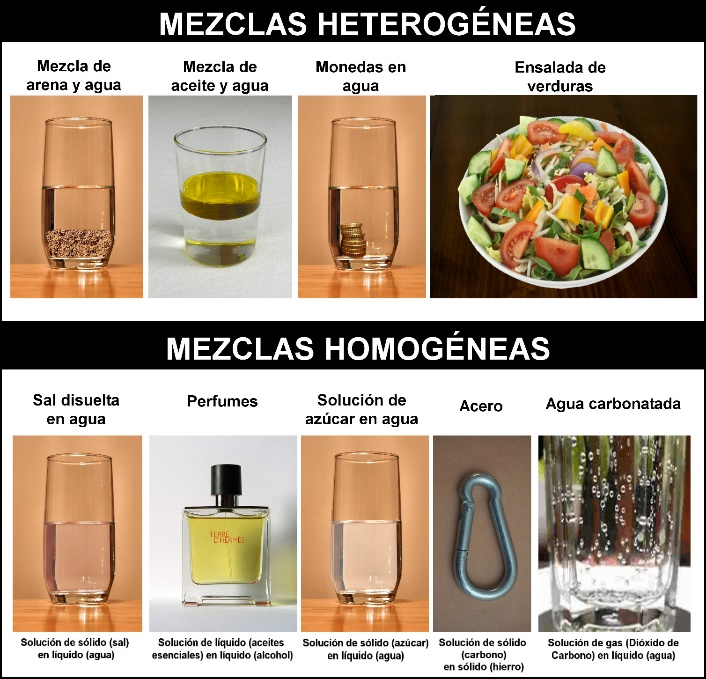 MEZCLAS HETEROGÉNEAS
Mezcla de
arena y agua
Mezcla de
aceite y agua
Monedas en
agua
Ensalada de
verduras
MEZCLAS HOMOGÉNEAS
Sal disuelta
en agua
Perfumes
Solución de
azúcar en agua
Acero
Agua carbonatada
TERRE
D'HERMES
Solución de sólido (sal)
en líquido (agua)
Solución de líquido (aceites
esenciales) en líquido (alcohol)
Solución de sólido (azúcar)
en líquido (agua)
Solución de sólido
(carbono)
en sólido (hierro)
Solución de gas (Dióxido de
Carbono) en líquido (agua)